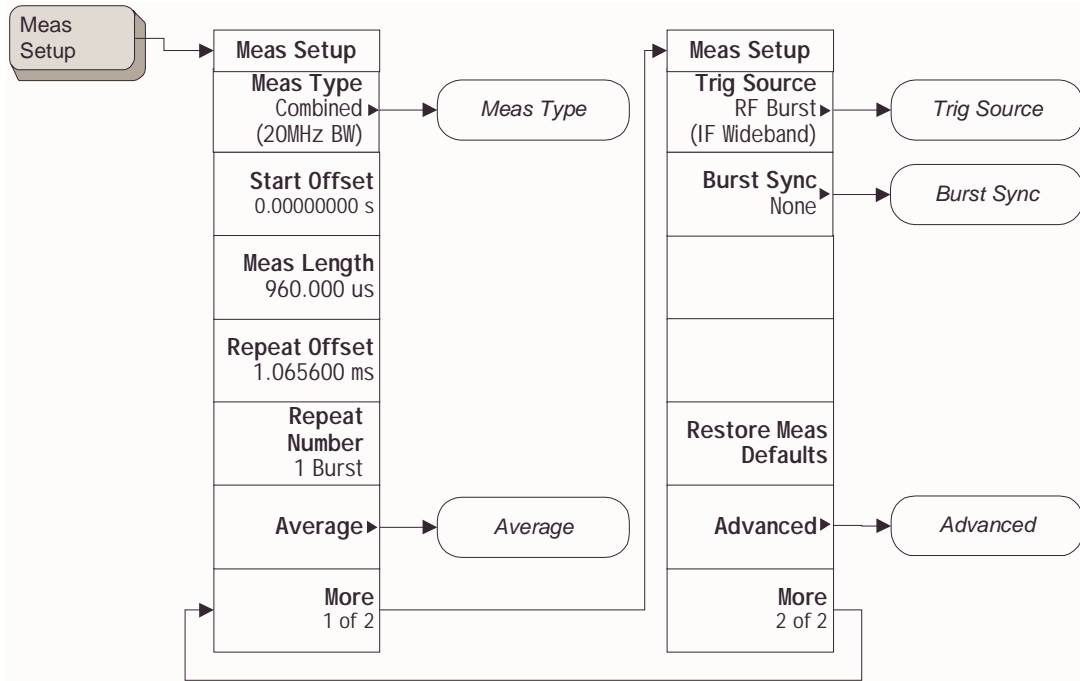 Meas
Setup
Meas Setup
Meas Type
Combined
(20MHz BW)
Meas Type
Start Offset
0.00000000 s
Meas Length
960.000 us
Repeat Offset
1.065600 ms
Repeat
Number
1 Burst
Average
Average
More
1 of 2
Meas Setup
Trig Source
RF Burst
(IF Wideband)
Trig Source
Burst Sync
None
Burst Sync
Restore Meas
Defaults
Advanced
Advanced
More
2 of 2